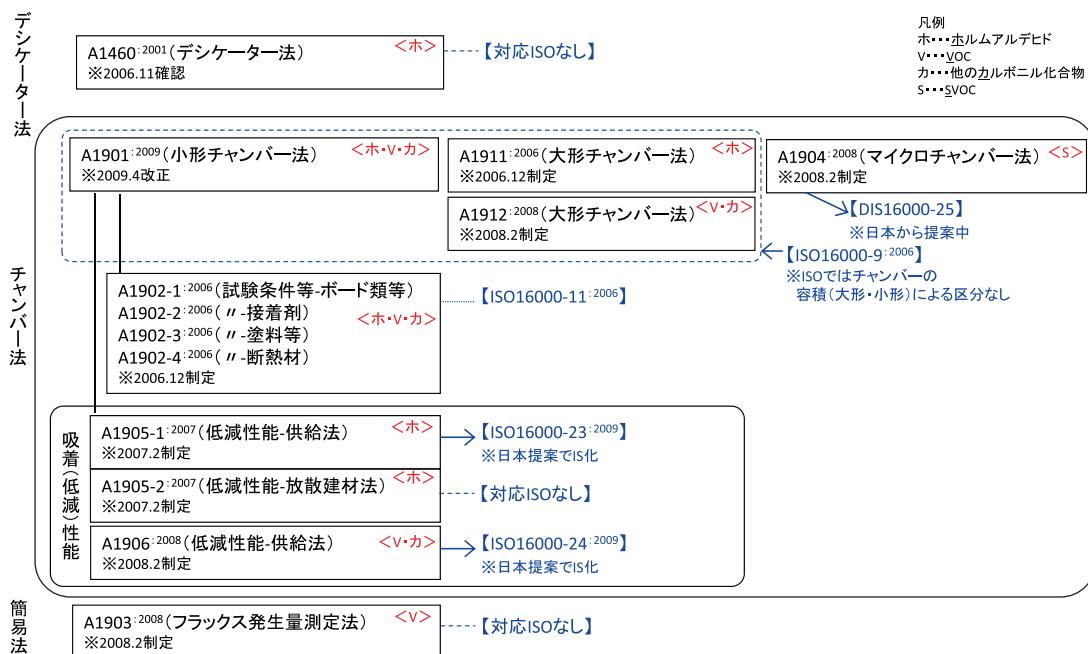 デシケーター法
A1460:2001(デシケーター法) <ホ>
※2006.11確認
【対応ISOなし】
凡例
ホ・・・ホルムアルデヒド
V・・・VOC
カ・・・他のカルボニル化合物
S・・・SVOC
チャンバー法
A1901:2009(小形チャンバー法) <ホ・V・カ>
※2009.4改正
A1911:2006(大形チャンバー法) <ホ>
※2006.12制定
A1904:2008(マイクロチャンバー法) <S>
※2008.2制定
A1912:2008(大形チャンバー法) <V・カ>
※2008.2制定
【DIS16000-25】
※日本から提案中
【ISO16000-9:2006】
※ISOではチャンバーの
容積(大形・小形)による区分なし
A1902-1:2006(試験条件等-ボード類等)
A1902-2:2006(〃-接着剤)
<ホ・V・カ>
A1902-3:2006(〃-塗料等)
A1902-4:2006(〃-断熱材)
※2006.12制定
【ISO16000-11:2006】
吸着(低減)性能
A1905-1:2007(低減性能-供給法) <ホ>
※2007.2制定
【ISO16000-23:2009】
※日本提案でIS化
A1905-2:2007(低減性能-放散建材法) <ホ>
※2007.2制定
【対応ISOなし】
A1906:2008(低減性能-供給法) <V・カ>
※2008.2制定
【ISO16000-24:2009】
※日本提案でIS化
簡易法
A1903:2008(フラックス発生量測定法) <V>
※2008.2制定
【対応ISOなし】